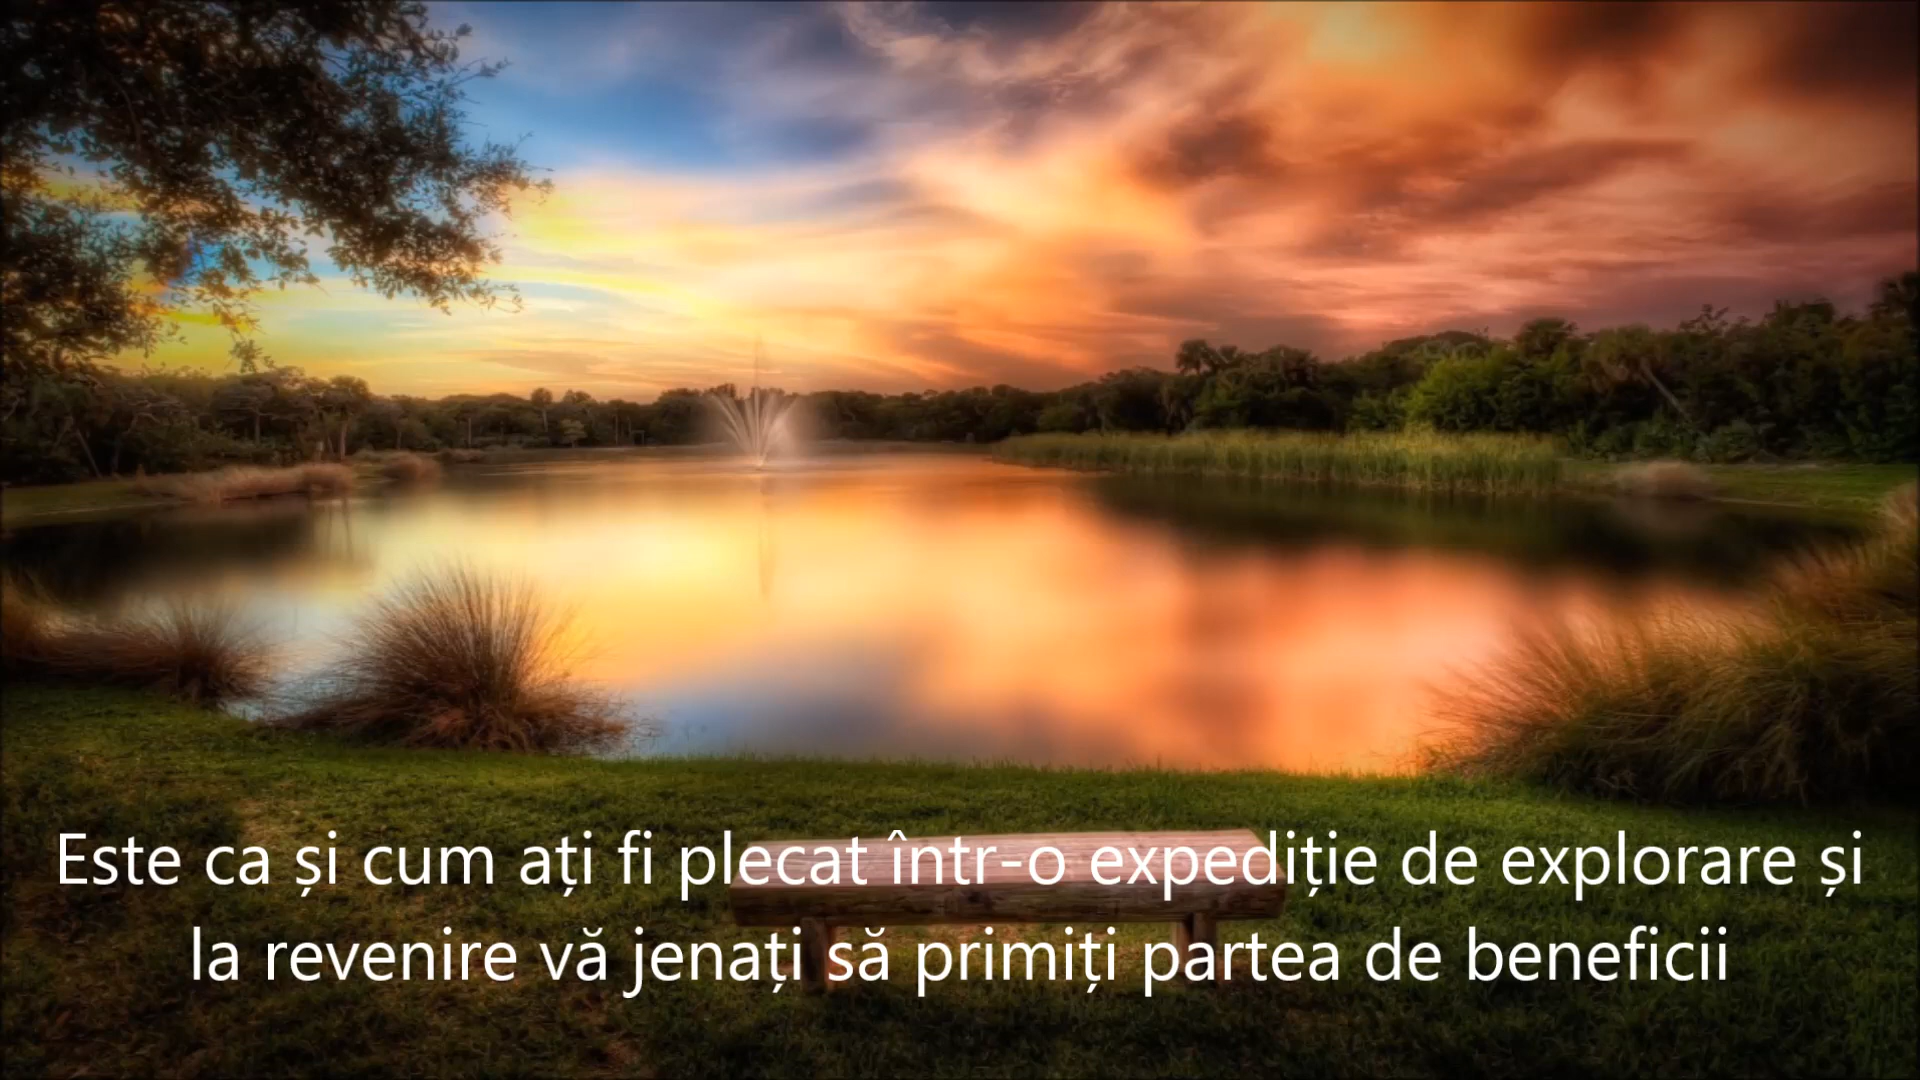 Este ca și cum ați fi plecat într-o expediție de explorare și
la revenire vă jenați să primiți partea de beneficii